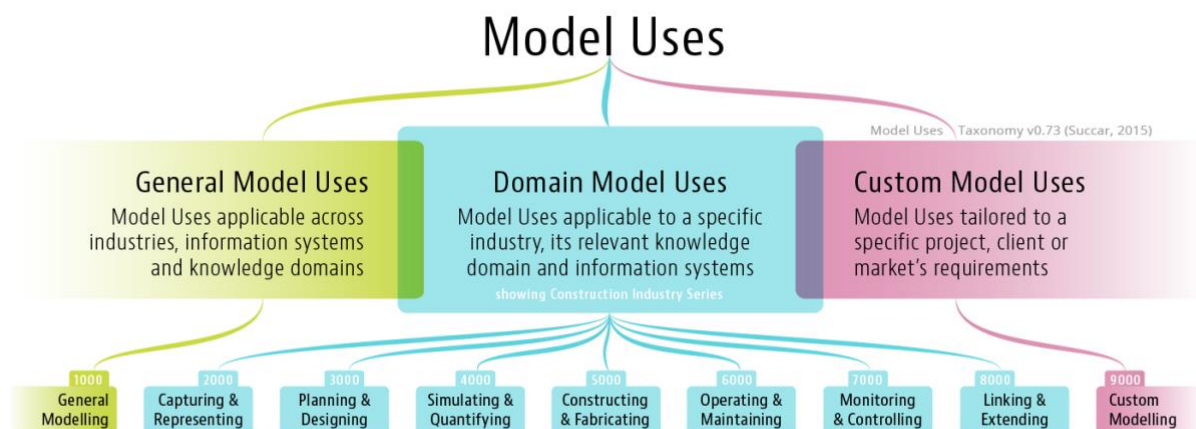 Model Uses
Model Uses Taxonomy v0.73 (Succar, 2015)
General Model Uses
Model Uses applicable across
industries, information systems
and knowledge domains
Domain Model Uses
Model Uses applicable to a specific
industry, its relevant knowledge
domain and information systems
showing Construction Industry Series
Custom Model Uses
Model Uses tailored to a
specific project, client or
market's requirements
1000
General
Modelling
2000
Capturing &
Representing
3000
Planning &
Designing
4000
Simulating &
Quantifying
5000
Constructing
& Fabricating
6000
Operating &
Maintaining
7000
Monitoring
& Controlling
8000
Linking &
Extending
9000
Custom
Modelling